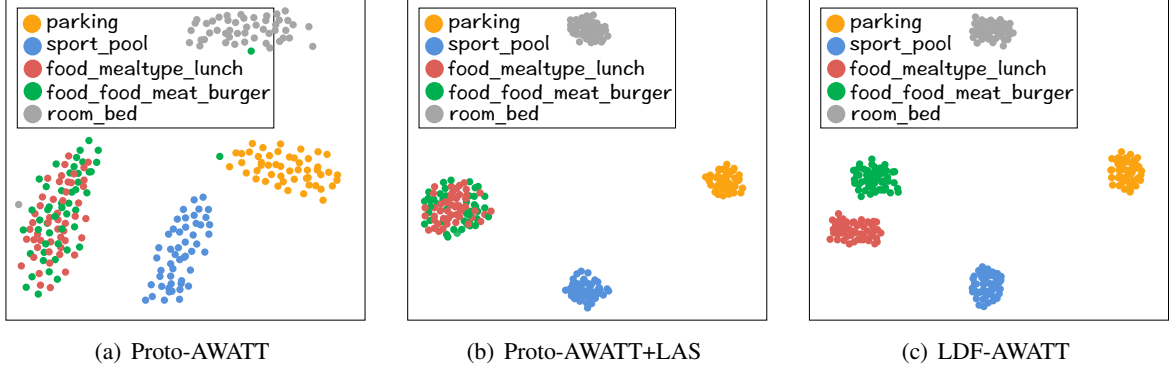 parking
sport_pool
food_mealtype_lunch
food_food_meat_burger
room_bed
parking
sport_pool
food_mealtype_lunch
food_food_meat_burger
room_bed
parking
sport_pool
food_mealtype_lunch
food_food_meat_burger
room_bed
(a) Proto-AWATT
(b) Proto-AWATT+LAS
(c) LDF-AWATT